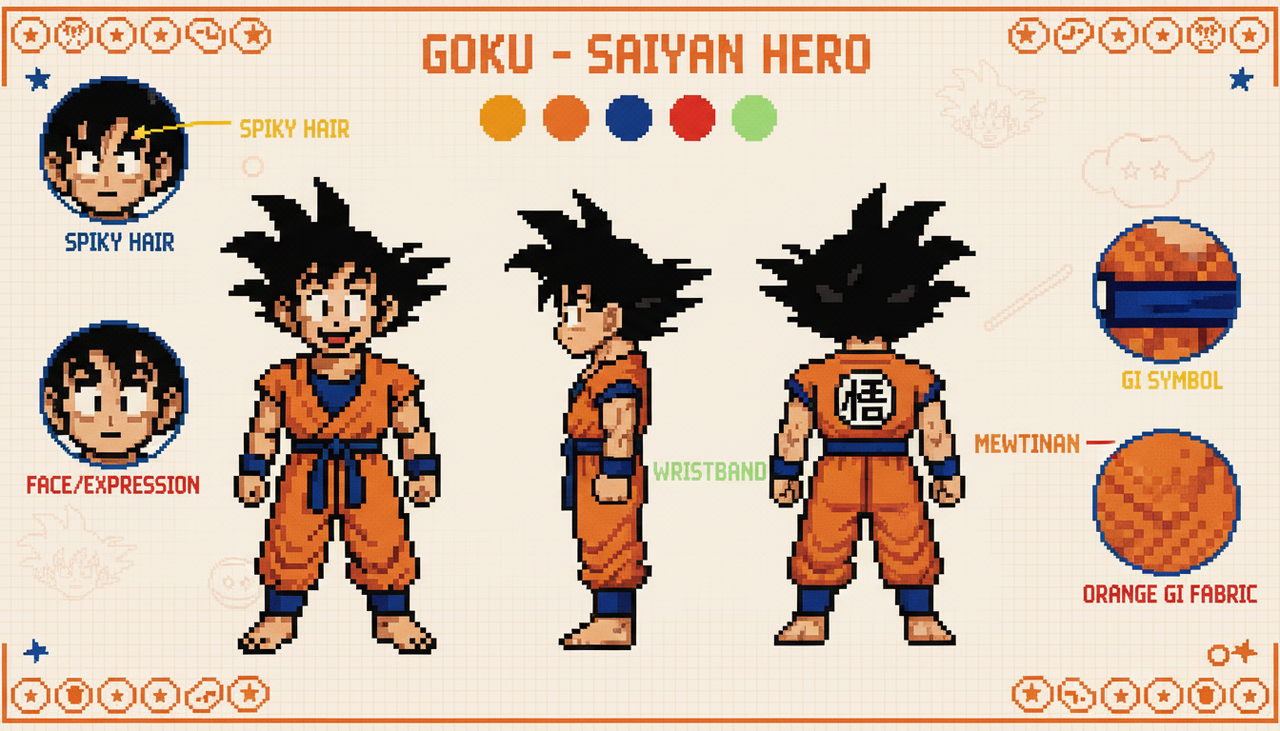 GOKU - SAIYAN HERO
SPIKY HAIR
SPIKY HAIR
FACE/EXPRESSION
WRISTBAND
悟
GI SYMBOL
MEWTINAN
ORANGE GI FABRIC